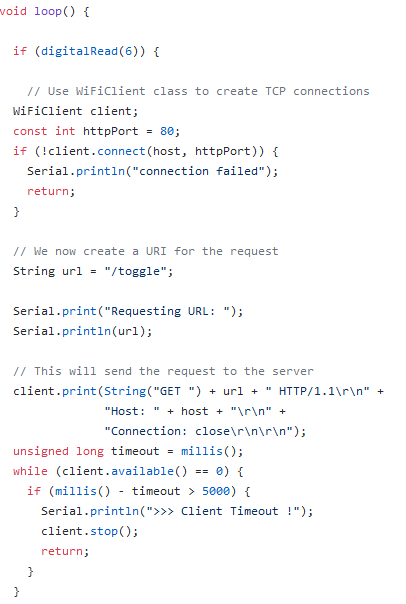 void loop() {

  if (digitalRead(6)) {

    // Use WiFiClient class to create TCP connections
  WiFiClient client;
  const int httpPort = 80;
  if (!client.connect(host, httpPort)) {
    Serial.println("connection failed");
    return;
  }

  // We now create a URI for the request
  String url = "/toggle";

  Serial.print("Requesting URL: ");
  Serial.println(url);

  // This will send the request to the server
  client.print(String("GET ") + url + " HTTP/1.1\r\n" +
               "Host: " + host + "\r\n" +
               "Connection: close\r\n\r\n");
  unsigned long timeout = millis();
  while (client.available() == 0) {
    if (millis() - timeout > 5000) {
      Serial.println(">>> Client Timeout !");
      client.stop();
      return;
    }
  }